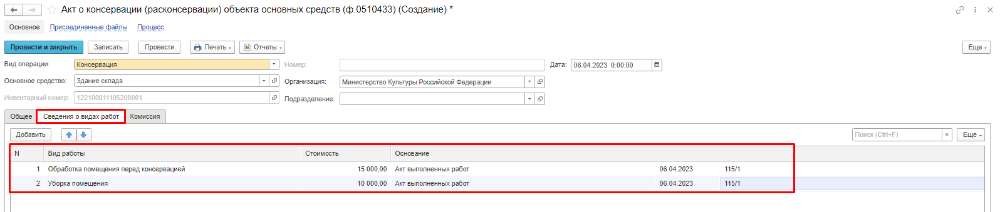 Акт о консервации (расконсервации) объекта основных средств (ф.0510433) (Создание) *
Основное Присоединенные файлы Процесс
Провести и закрыть Записать Провести Печать Отчеты Еще
Вид операции: Консервация Номер: Дата: 06.04.2023 0:00:00
Основное средство: Здание склада Организация: Министерство Культуры Российской Федерации
Инвентарный номер: 122100011105200001 Подразделение:
Общее Сведения о видах работ Комиссия
Добавить Поиск (Ctrl+F) × Еще
N Вид работы Стоимость Основание
1 Обработка помещения перед консервацией 15 000,00 Акт выполненных работ 06.04.2023 115/1
2 Уборка помещения 10 000,00 Акт выполненных работ 06.04.2023 115/1